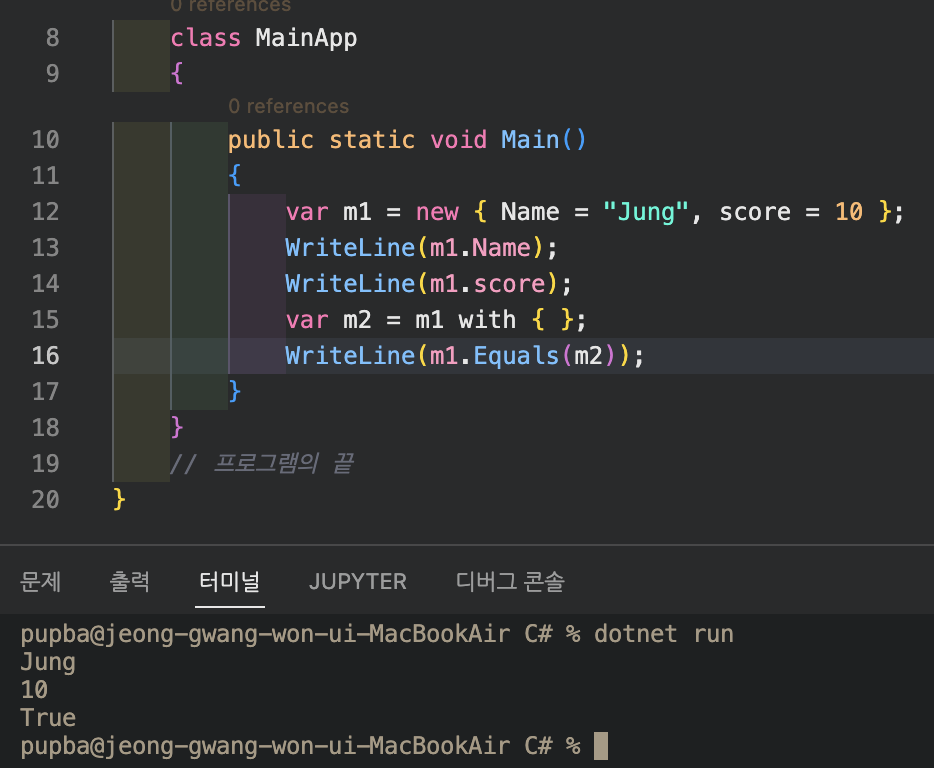 0 references
8 class MainApp
9 {
0 references
10 public static void Main()
11 {
12 var m1 = new { Name = "Jung", score = 10 };
13 WriteLine(m1.Name);
14 WriteLine(m1.score);
15 var m2 = m1 with { };
16 WriteLine(m1.Equals(m2));
17 }
18 }
19 // 프로그램의 끝
20 }
문제 출력 터미널 JUPYTER 디버그 콘솔
pupba@jeong-gwang-won-ui-MacBookAir C# % dotnet run
Jung
10
True
pupba@jeong-gwang-won-ui-MacBookAir C# %